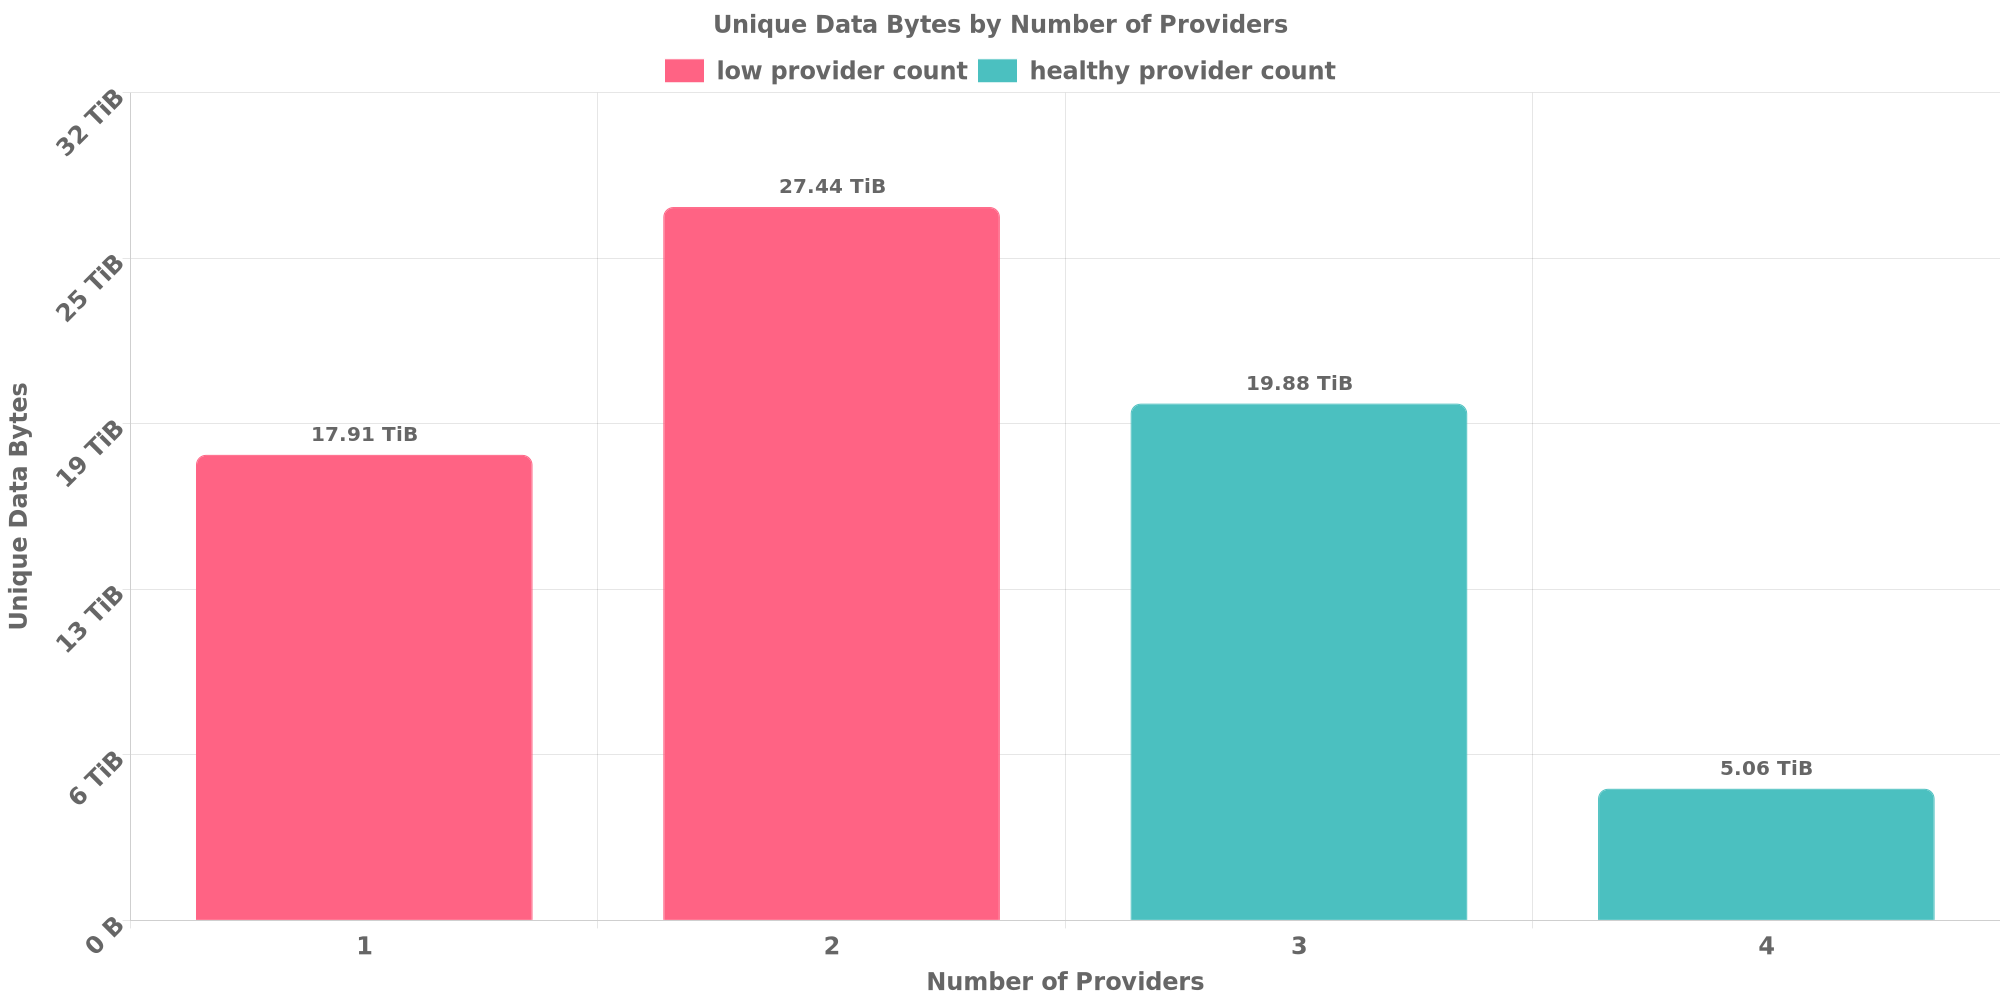 Unique Data Bytes by Number of Providers
low provider count healthy provider count
32 TiB
25 TiB
19 TiB
13 TiB
6 TiB
0 B
Unique Data Bytes
17.91 TiB
27.44 TiB
19.88 TiB
5.06 TiB
1 2 3 4
Number of Providers